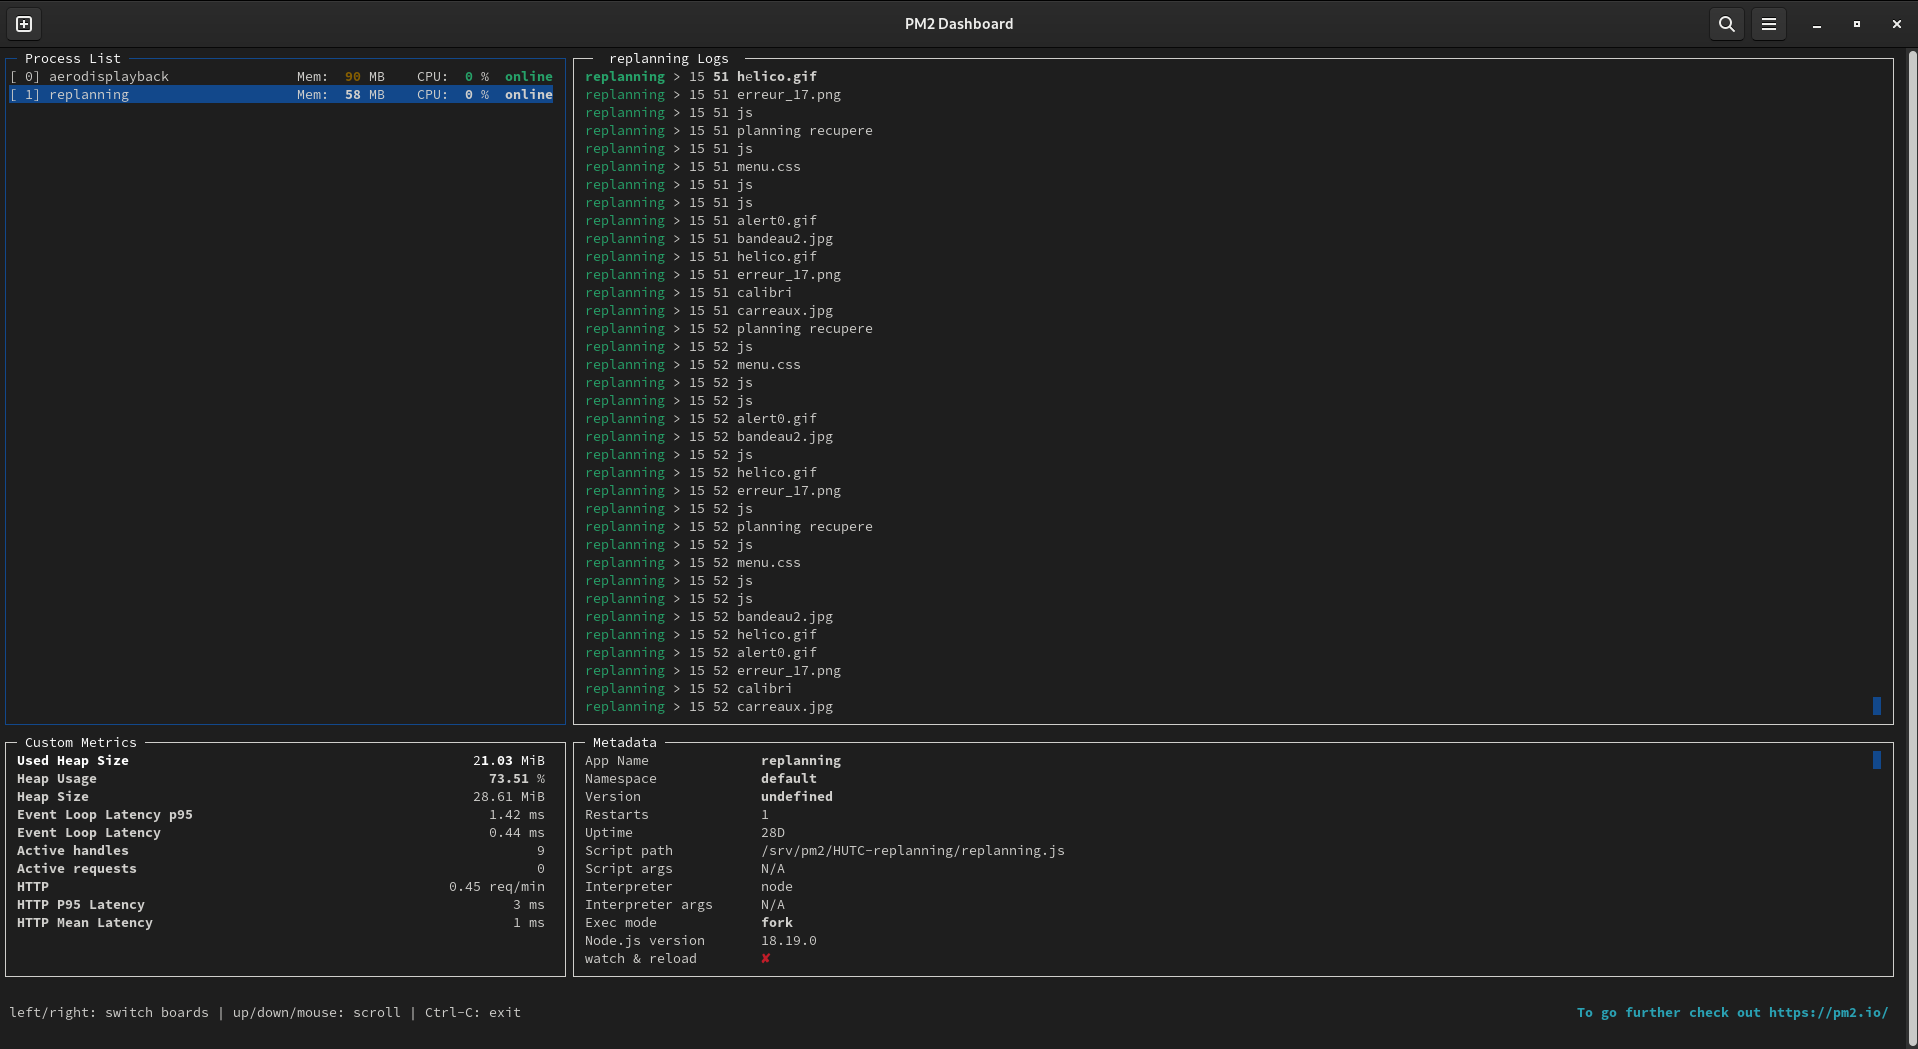 PM2 Dashboard
Process List
[ 0] aerodisplayback Mem: 90 MB CPU: 0 % online
[ 1] replanning Mem: 58 MB CPU: 0 % online
replanning Logs
replanning > 15 51 helico.gif
replanning > 15 51 erreur_17.png
replanning > 15 51 js
replanning > 15 51 planning recupere
replanning > 15 51 js
replanning > 15 51 menu.css
replanning > 15 51 js
replanning > 15 51 js
replanning > 15 51 alert0.gif
replanning > 15 51 bandeau2.jpg
replanning > 15 51 helico.gif
replanning > 15 51 erreur_17.png
replanning > 15 51 calibri
replanning > 15 51 carreaux.jpg
replanning > 15 52 planning recupere
replanning > 15 52 js
replanning > 15 52 menu.css
replanning > 15 52 js
replanning > 15 52 js
replanning > 15 52 alert0.gif
replanning > 15 52 bandeau2.jpg
replanning > 15 52 js
replanning > 15 52 helico.gif
replanning > 15 52 erreur_17.png
replanning > 15 52 js
replanning > 15 52 planning recupere
replanning > 15 52 js
replanning > 15 52 menu.css
replanning > 15 52 js
replanning > 15 52 js
replanning > 15 52 bandeau2.jpg
replanning > 15 52 helico.gif
replanning > 15 52 alert0.gif
replanning > 15 52 erreur_17.png
replanning > 15 52 calibri
replanning > 15 52 carreaux.jpg
Custom Metrics
Used Heap Size 21.03 MiB
Heap Usage 73.51 %
Heap Size 28.61 MiB
Event Loop Latency p95 1.42 ms
Event Loop Latency 0.44 ms
Active handles 9
Active requests 0
HTTP 0.45 req/min
HTTP P95 Latency 3 ms
HTTP Mean Latency 1 ms
Metadata
App Name replanning
Namespace default
Version undefined
Restarts 1
Uptime 28D
Script path /srv/pm2/HUTC-replanning/replanning.js
Script args N/A
Interpreter node
Interpreter args N/A
Exec mode fork
Node.js version 18.19.0
watch & reload ✘
left/right: switch boards | up/down/mouse: scroll | Ctrl-C: exit
To go further check out https://pm2.io/